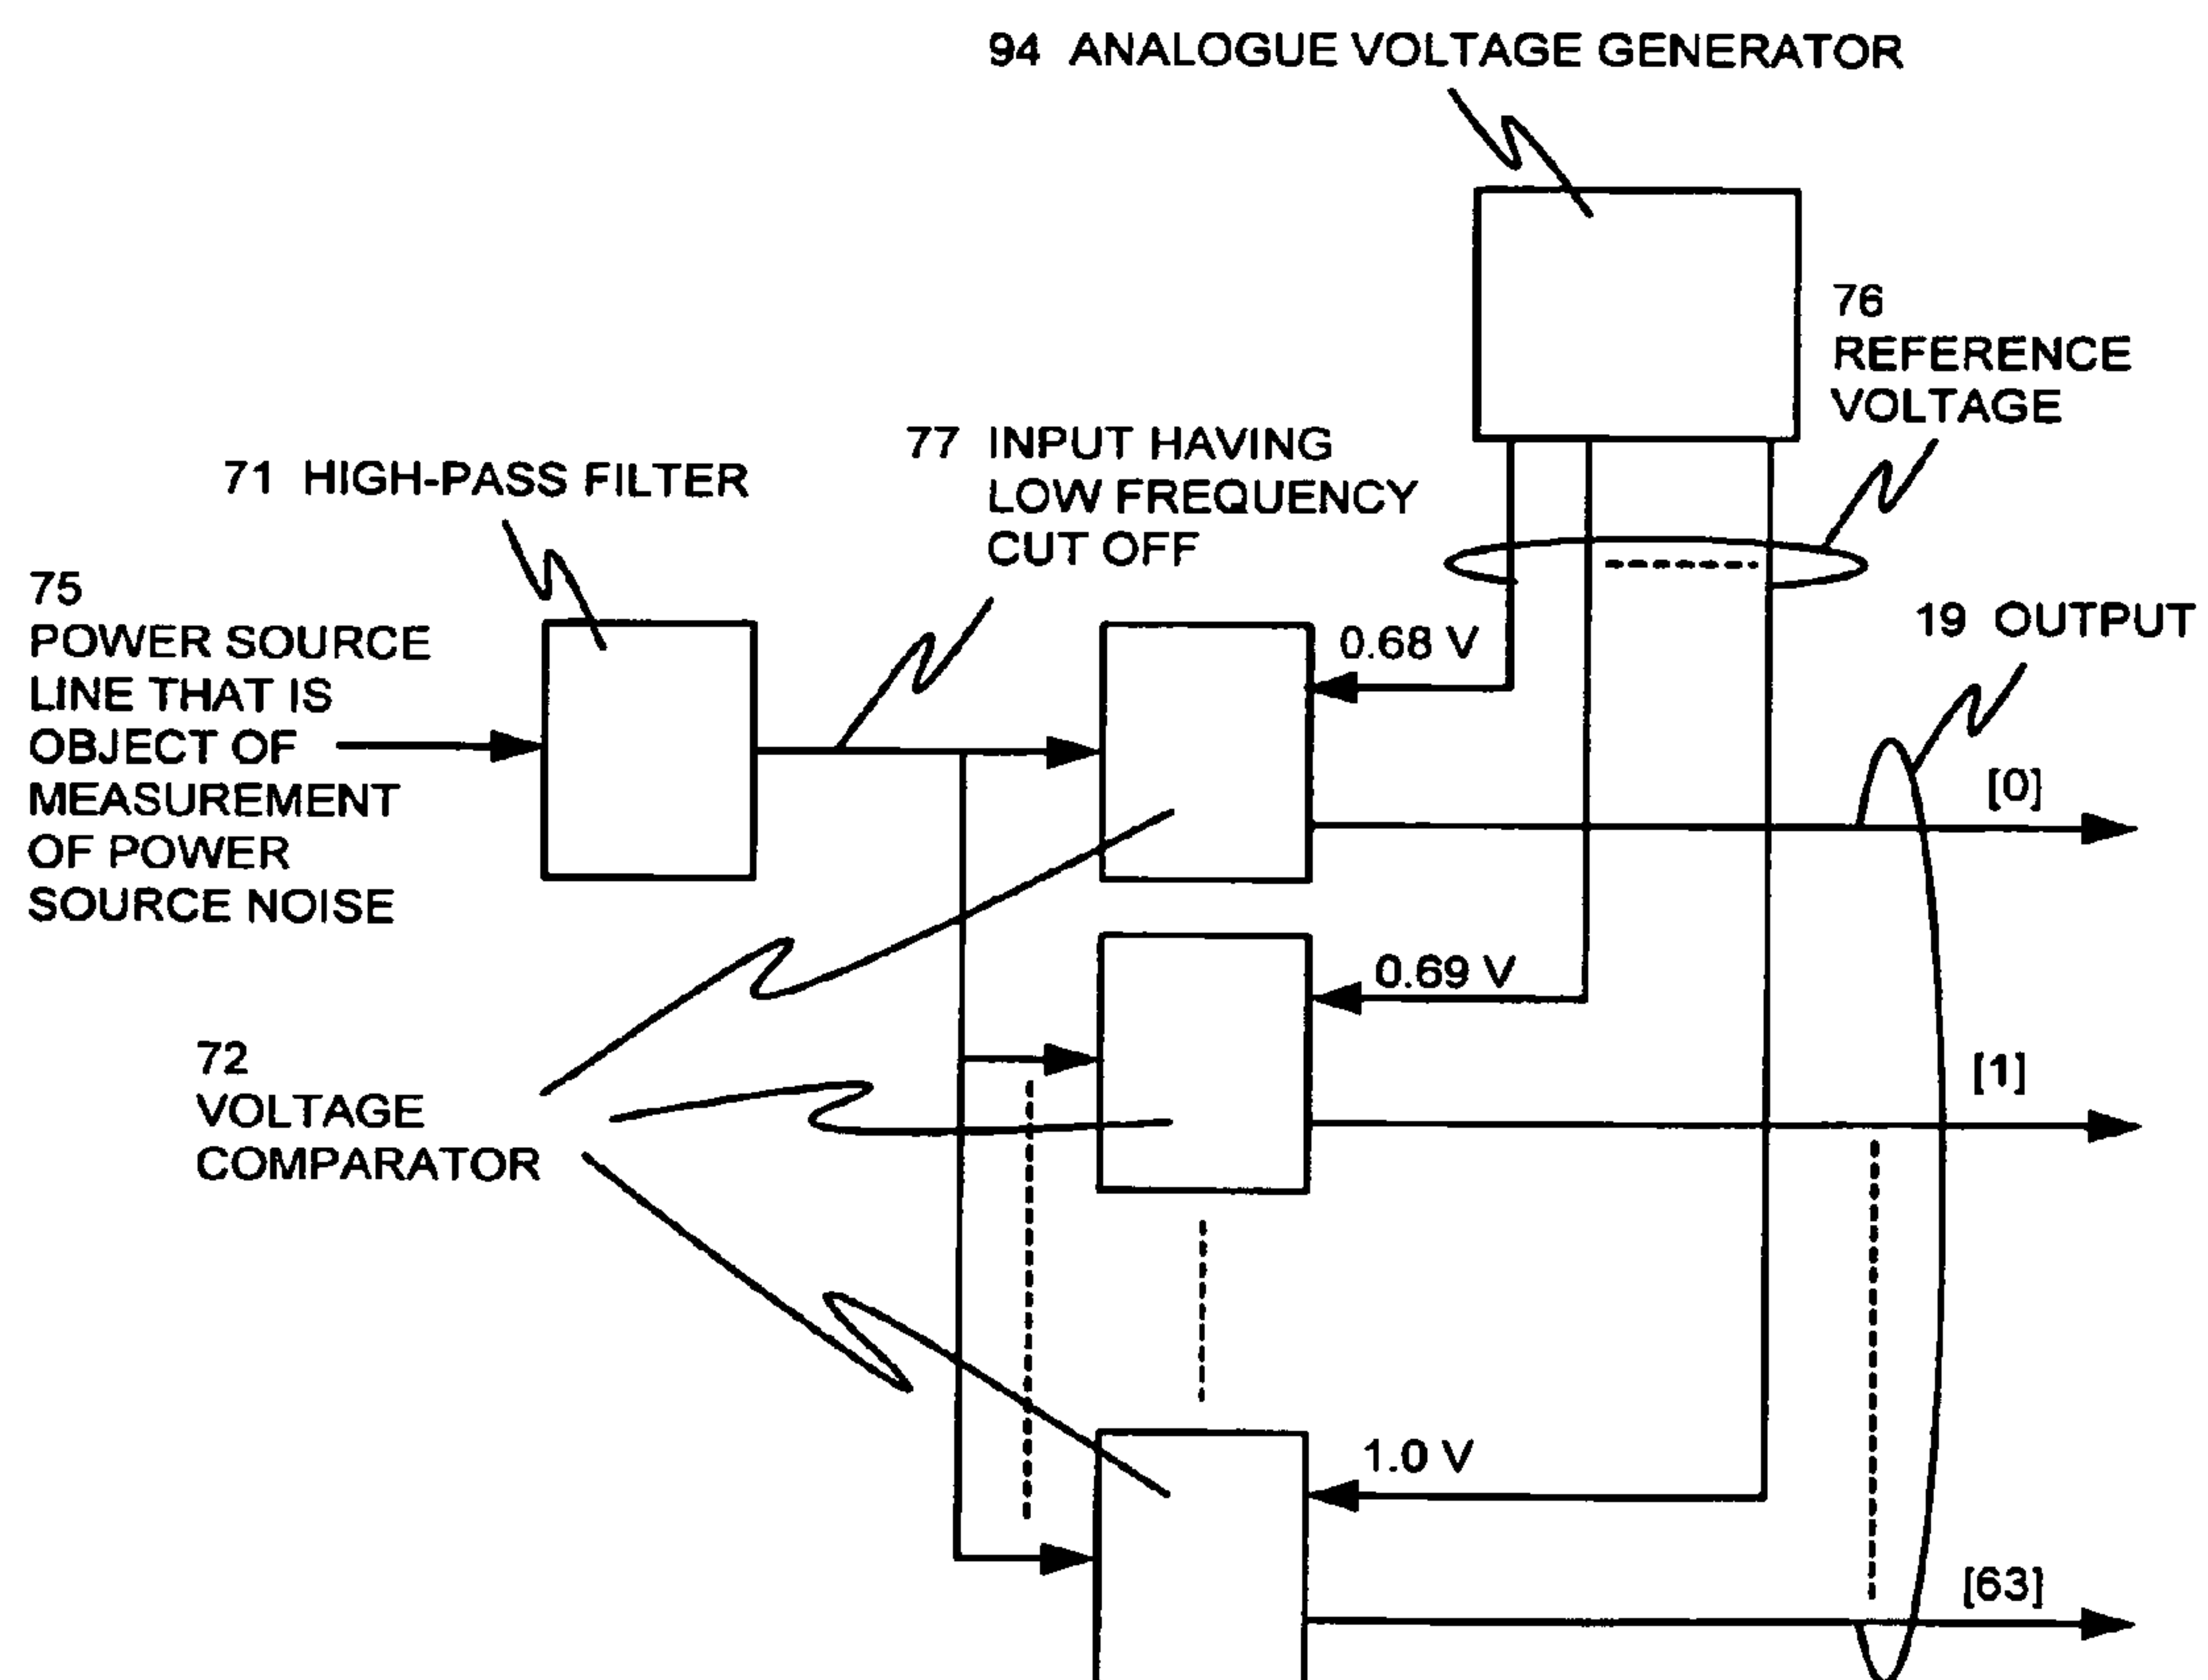 94 ANALOGUE VOLTAGE GENERATOR
76
REFERENCE
VOLTAGE
77 INPUT HAVING
LOW FREQUENCY
CUT OFF
71 HIGH-PASS FILTER
75
POWER SOURCE
LINE THAT IS
OBJECT OF
MEASUREMENT
OF POWER
SOURCE NOISE
19 OUTPUT
0.68 V
[0]
0.69 V
[1]
72
VOLTAGE
COMPARATOR
1.0 V
[63]